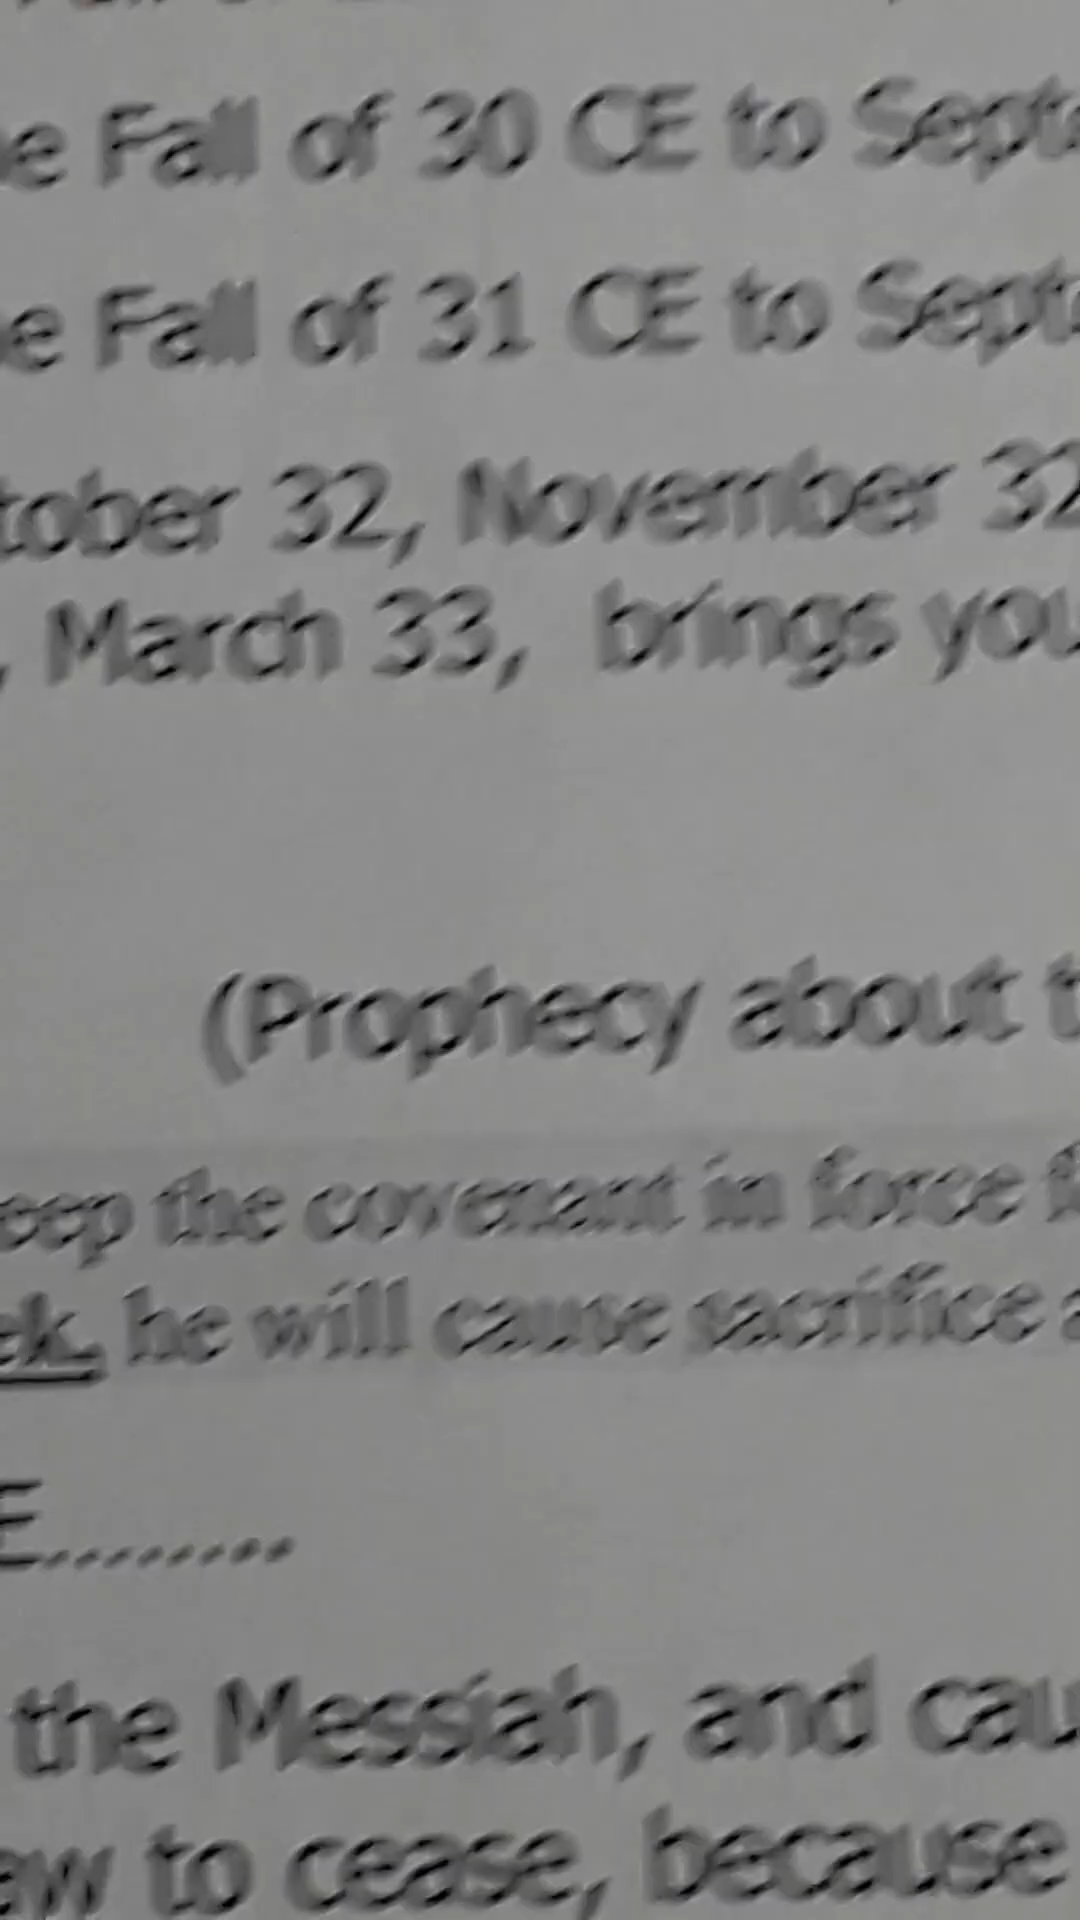 e Fall of 30 CE to Sept
e Fall of 31 CE to Sept
tober 32, November 32
, March 33, brings you
(Prophecy about t
eep the covenant in force f
ek, he will cause sacrifice a
E.........
the Messiah, and cau
aw to cease, because